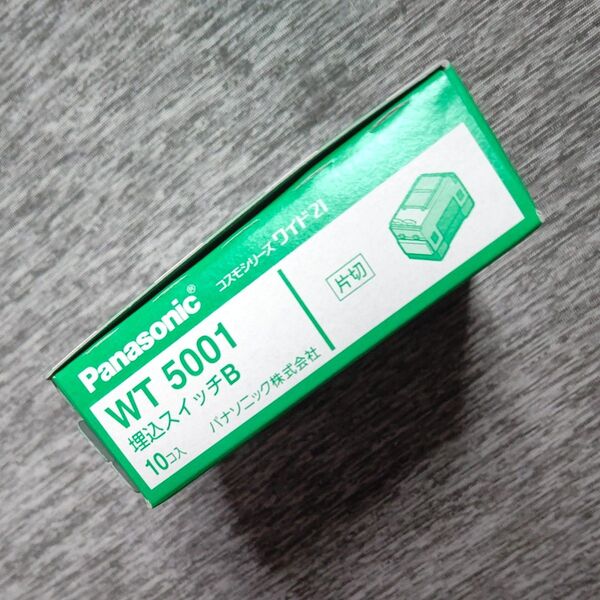 Panasonic® コスモシリーズ ワイド21
WT 5001
埋込スイッチB
10コ入 パナソニック株式会社
片切